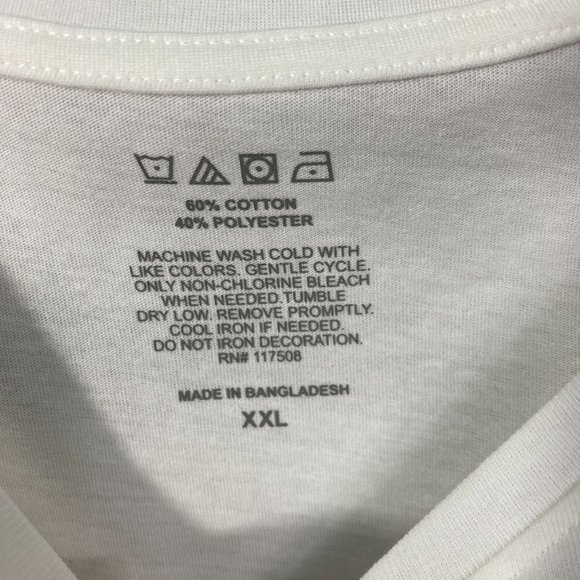 60% COTTON
40% POLYESTER
MACHINE WASH COLD WITH
LIKE COLORS. GENTLE CYCLE.
ONLY NON-CHLORINE BLEACH
WHEN NEEDED.TUMBLE
DRY LOW. REMOVE PROMPTLY.
COOL IRON IF NEEDED.
DO NOT IRON DECORATION.
RN# 117508
MADE IN BANGLADESH
XXL